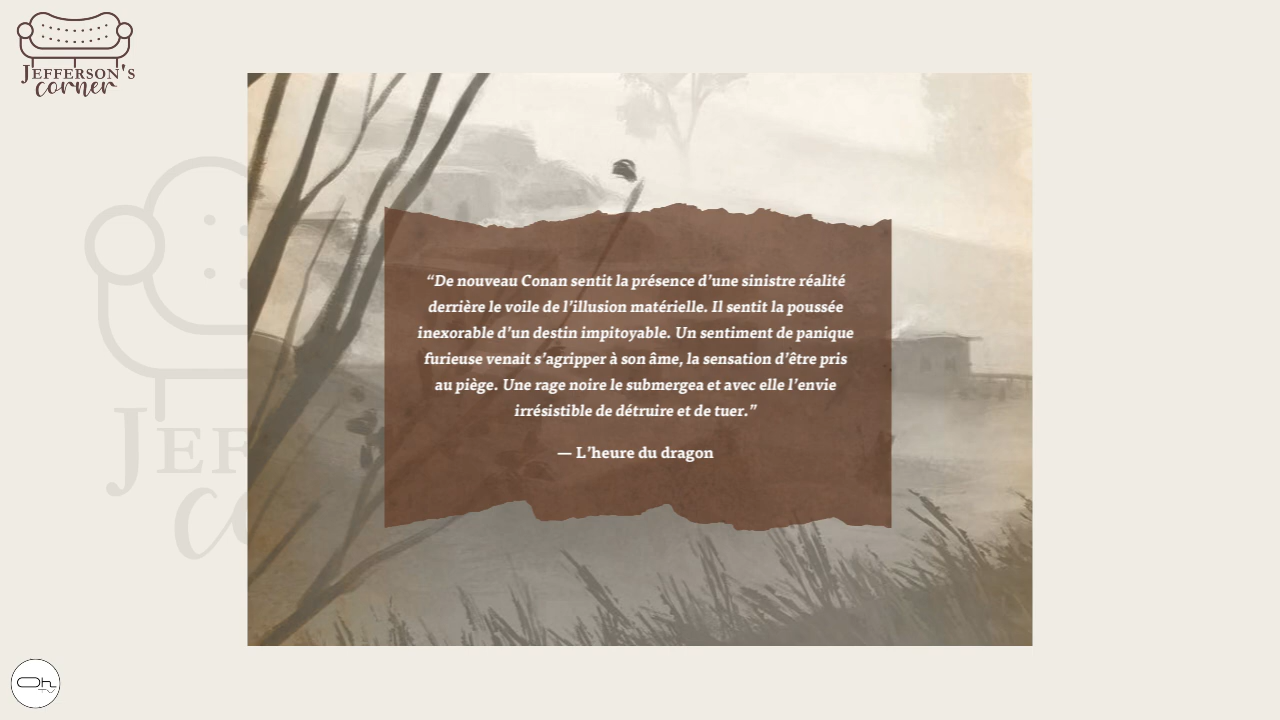 JEFFERSON'S
corner
“De nouveau Conan sentit la présence d’une sinistre réalité
derrière le voile de l’illusion matérielle. Il sentit la poussée
inexorable d’un destin impitoyable. Un sentiment de panique
furieuse venait s’agripper à son âme, la sensation d’être pris
au piège. Une rage noire le submergea et avec elle l’envie
irrésistible de détruire et de tuer.”
— L’heure du dragon
JEF
co
Oh